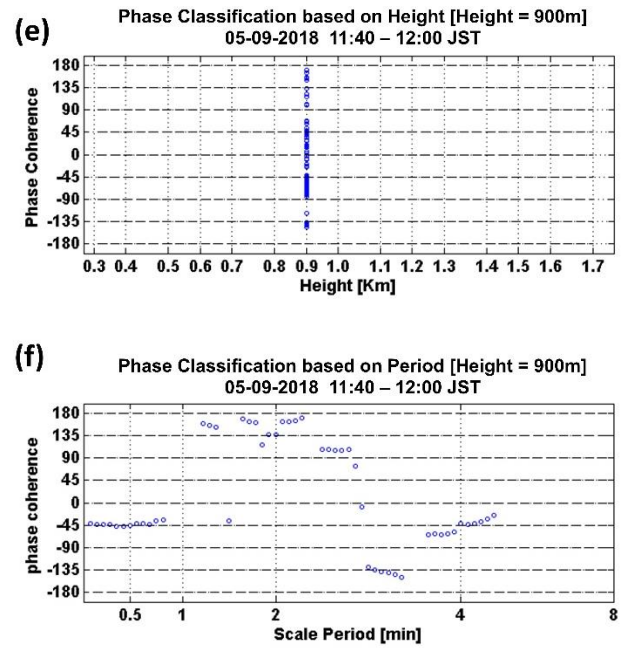 (e)
Phase Classification based on Height [Height = 900m]
05-09-2018 11:40 – 12:00 JST
Phase Coherence
180
135
90
45
0
-45
-90
-135
-180
0.3 0.4 0.5 0.6 0.7 0.8 0.9 1.0 1.1 1.2 1.3 1.4 1.5 1.6 1.7
Height [Km]
(f)
Phase Classification based on Period [Height = 900m]
05-09-2018 11:40 – 12:00 JST
phase coherence
180
135
90
45
0
-45
-90
-135
-180
0.5 1 2 4 8
Scale Period [min]